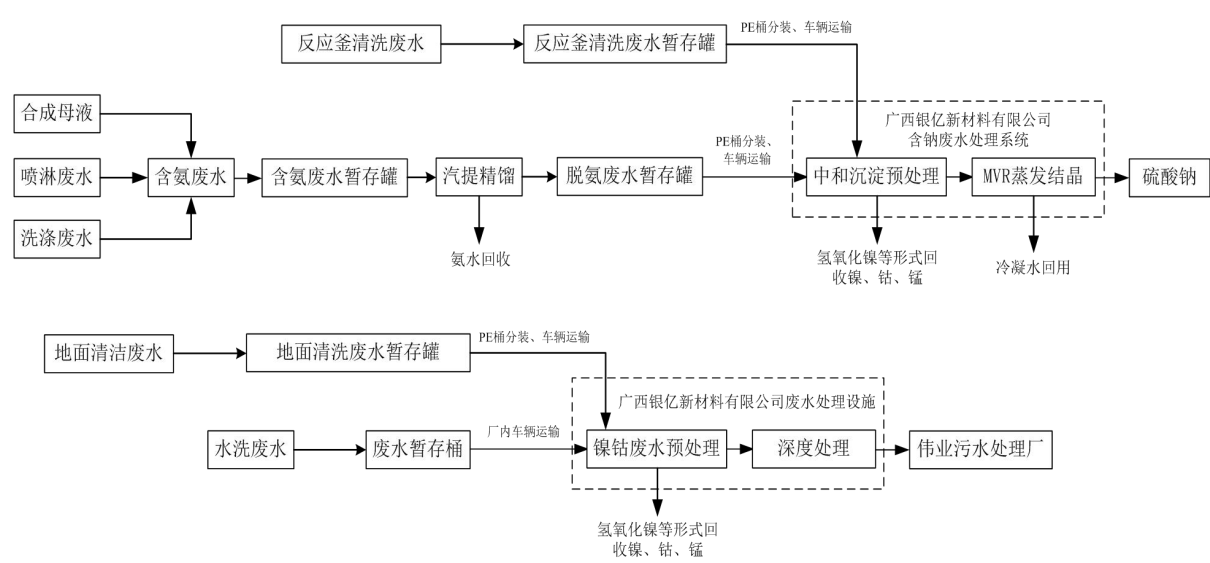 反应釜清洗废水
反应釜清洗废水暂存罐
PE桶分装、车辆运输
合成母液
喷淋废水
洗涤废水
含氨废水
含氨废水暂存罐
汽提精馏
氨水回收
脱氨废水暂存罐
PE桶分装、
车辆运输
广西银亿新材料有限公司
含钠废水处理系统
中和沉淀预处理
MVR蒸发结晶
硫酸钠
氢氧化镍等形式回
收镍、钴、锰
冷凝水回用
地面清洁废水
地面清洗废水暂存罐
PE桶分装、车辆运输
广西银亿新材料有限公司废水处理设施
水洗废水
废水暂存桶
厂内车辆运输
镍钴废水预处理
深度处理
伟业污水处理厂
氢氧化镍等形式回
收镍、钴、锰